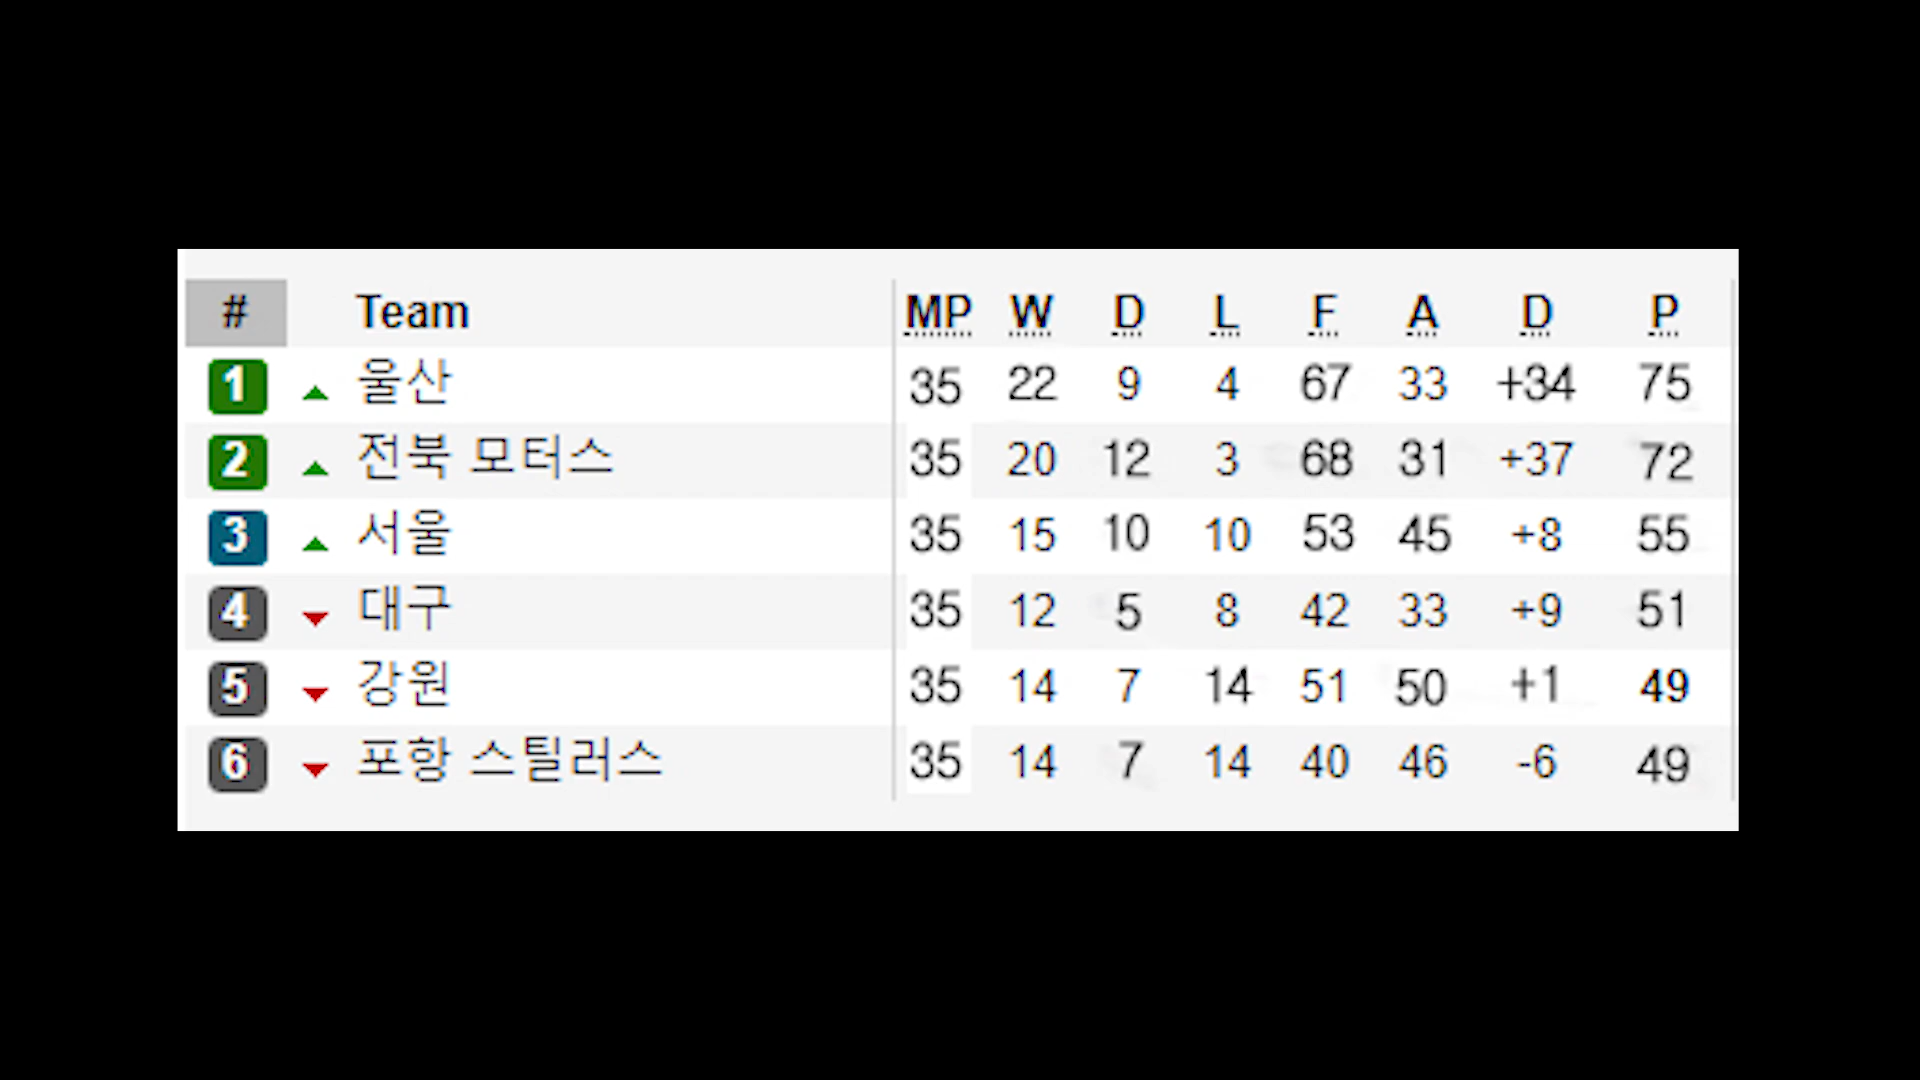 # Team MP W D L F A D P
1 울산 35 22 9 4 67 33 +34 75
2 전북 모터스 35 20 12 3 68 31 +37 72
3 서울 35 15 10 10 53 45 +8 55
4 대구 35 12 5 8 42 33 +9 51
5 강원 35 14 7 14 51 50 +1 49
6 포항 스틸러스 35 14 7 14 40 46 -6 49